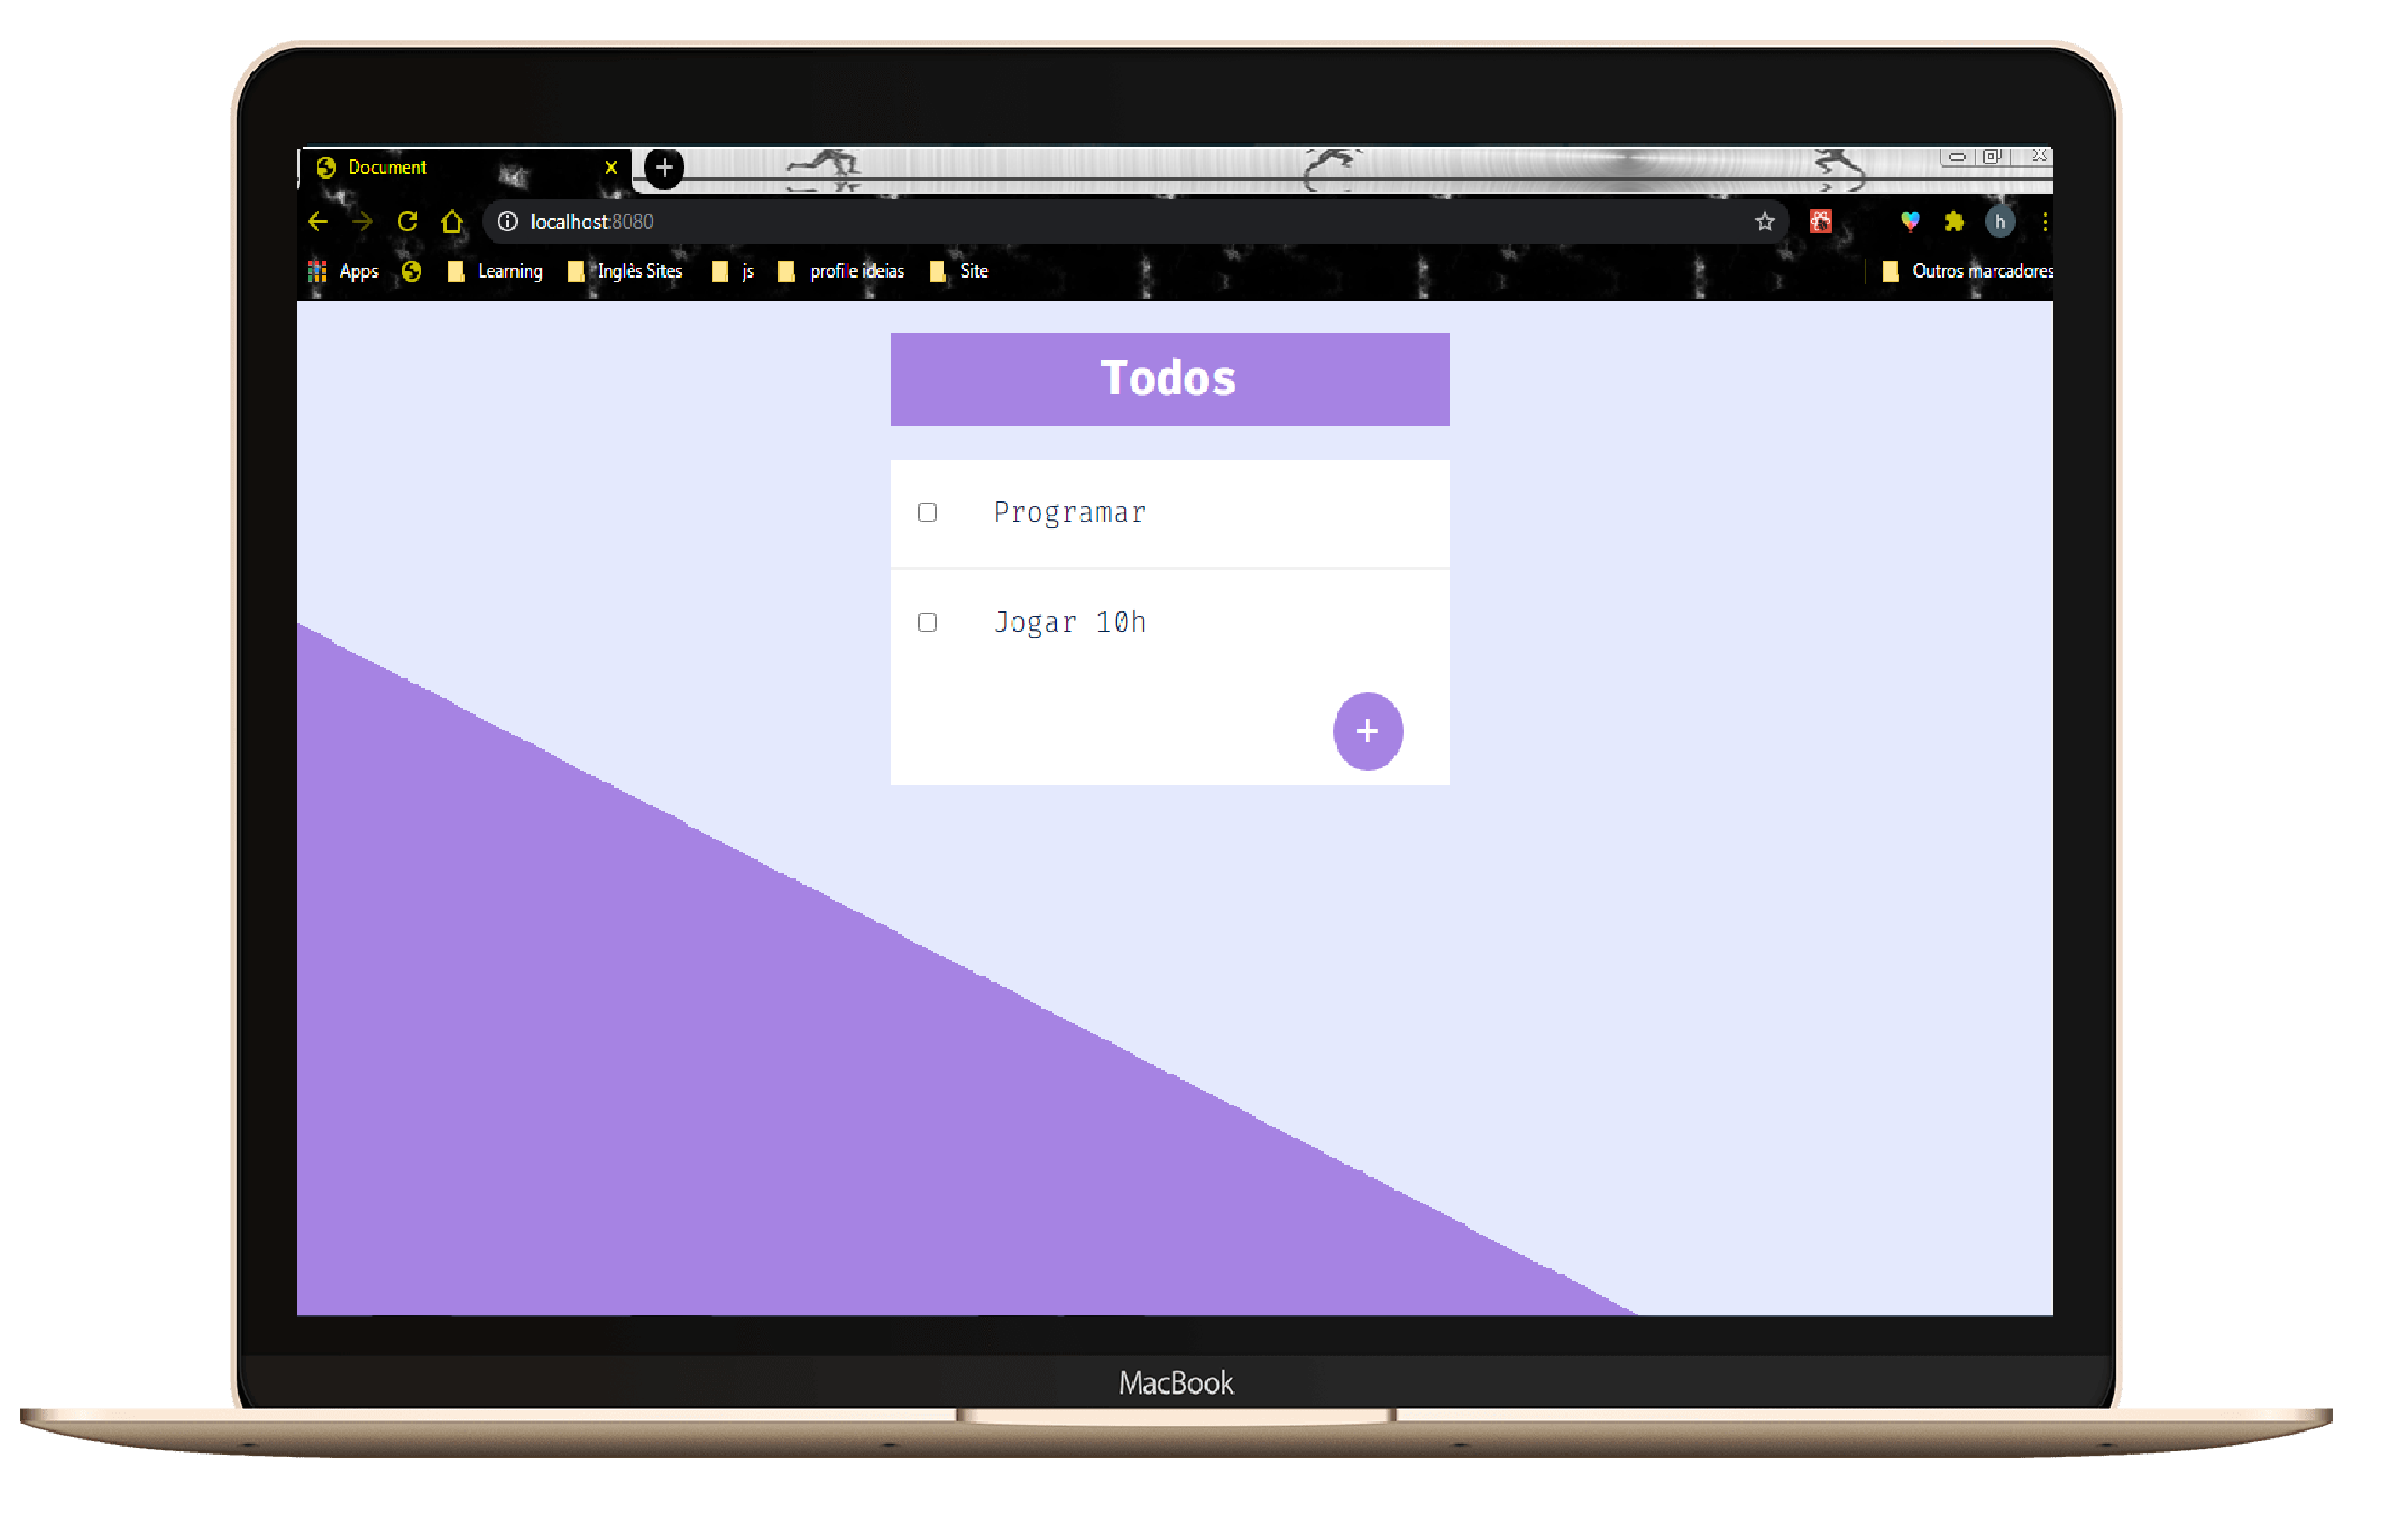 Document
localhost:8080
h
Apps Learning Inglês Sites js profile ideias Site Outros marcadores
Todos
Programar
Jogar 10h
+
MacBook